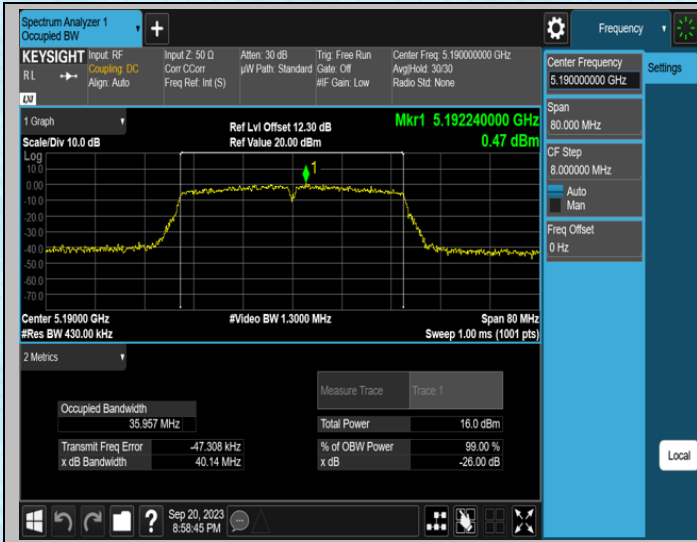 Spectrum Analyzer 1
Occupied BW
Frequency
KEYSIGHT
RL
LXI
Input: RF
Coupling: DC
Align: Auto
Input Z: 50 Ω
Corr CCorr
Freq Ref: Int (S)
Atten: 30 dB
µW Path: Standard
Trig: Free Run
Gate: Off
#IF Gain: Low
Center Freq: 5.190000000 GHz
Avg|Hold: 30/30
Radio Std: None
Center Frequency
5.190000000 GHz
Settings
Span
80.000 MHz
CF Step
8.000000 MHz
Auto
Man
Freq Offset
0 Hz
1 Graph
Scale/Div 10.0 dB
Ref Lvl Offset 12.30 dB
Ref Value 20.00 dBm
Mkr1 5.192240000 GHz
0.47 dBm
Log
10.0
0.00
-10.0
-20.0
-30.0
-40.0
-50.0
-60.0
-70.0
1
Center 5.19000 GHz
#Res BW 430.00 kHz
#Video BW 1.3000 MHz
Span 80 MHz
Sweep 1.00 ms (1001 pts)
2 Metrics
Measure Trace
Trace 1
Occupied Bandwidth
35.957 MHz
Total Power
16.0 dBm
Transmit Freq Error
-47.308 kHz
% of OBW Power
99.00 %
x dB Bandwidth
40.14 MHz
x dB
-26.00 dB
Local
Sep 20, 2023
8:58:45 PM